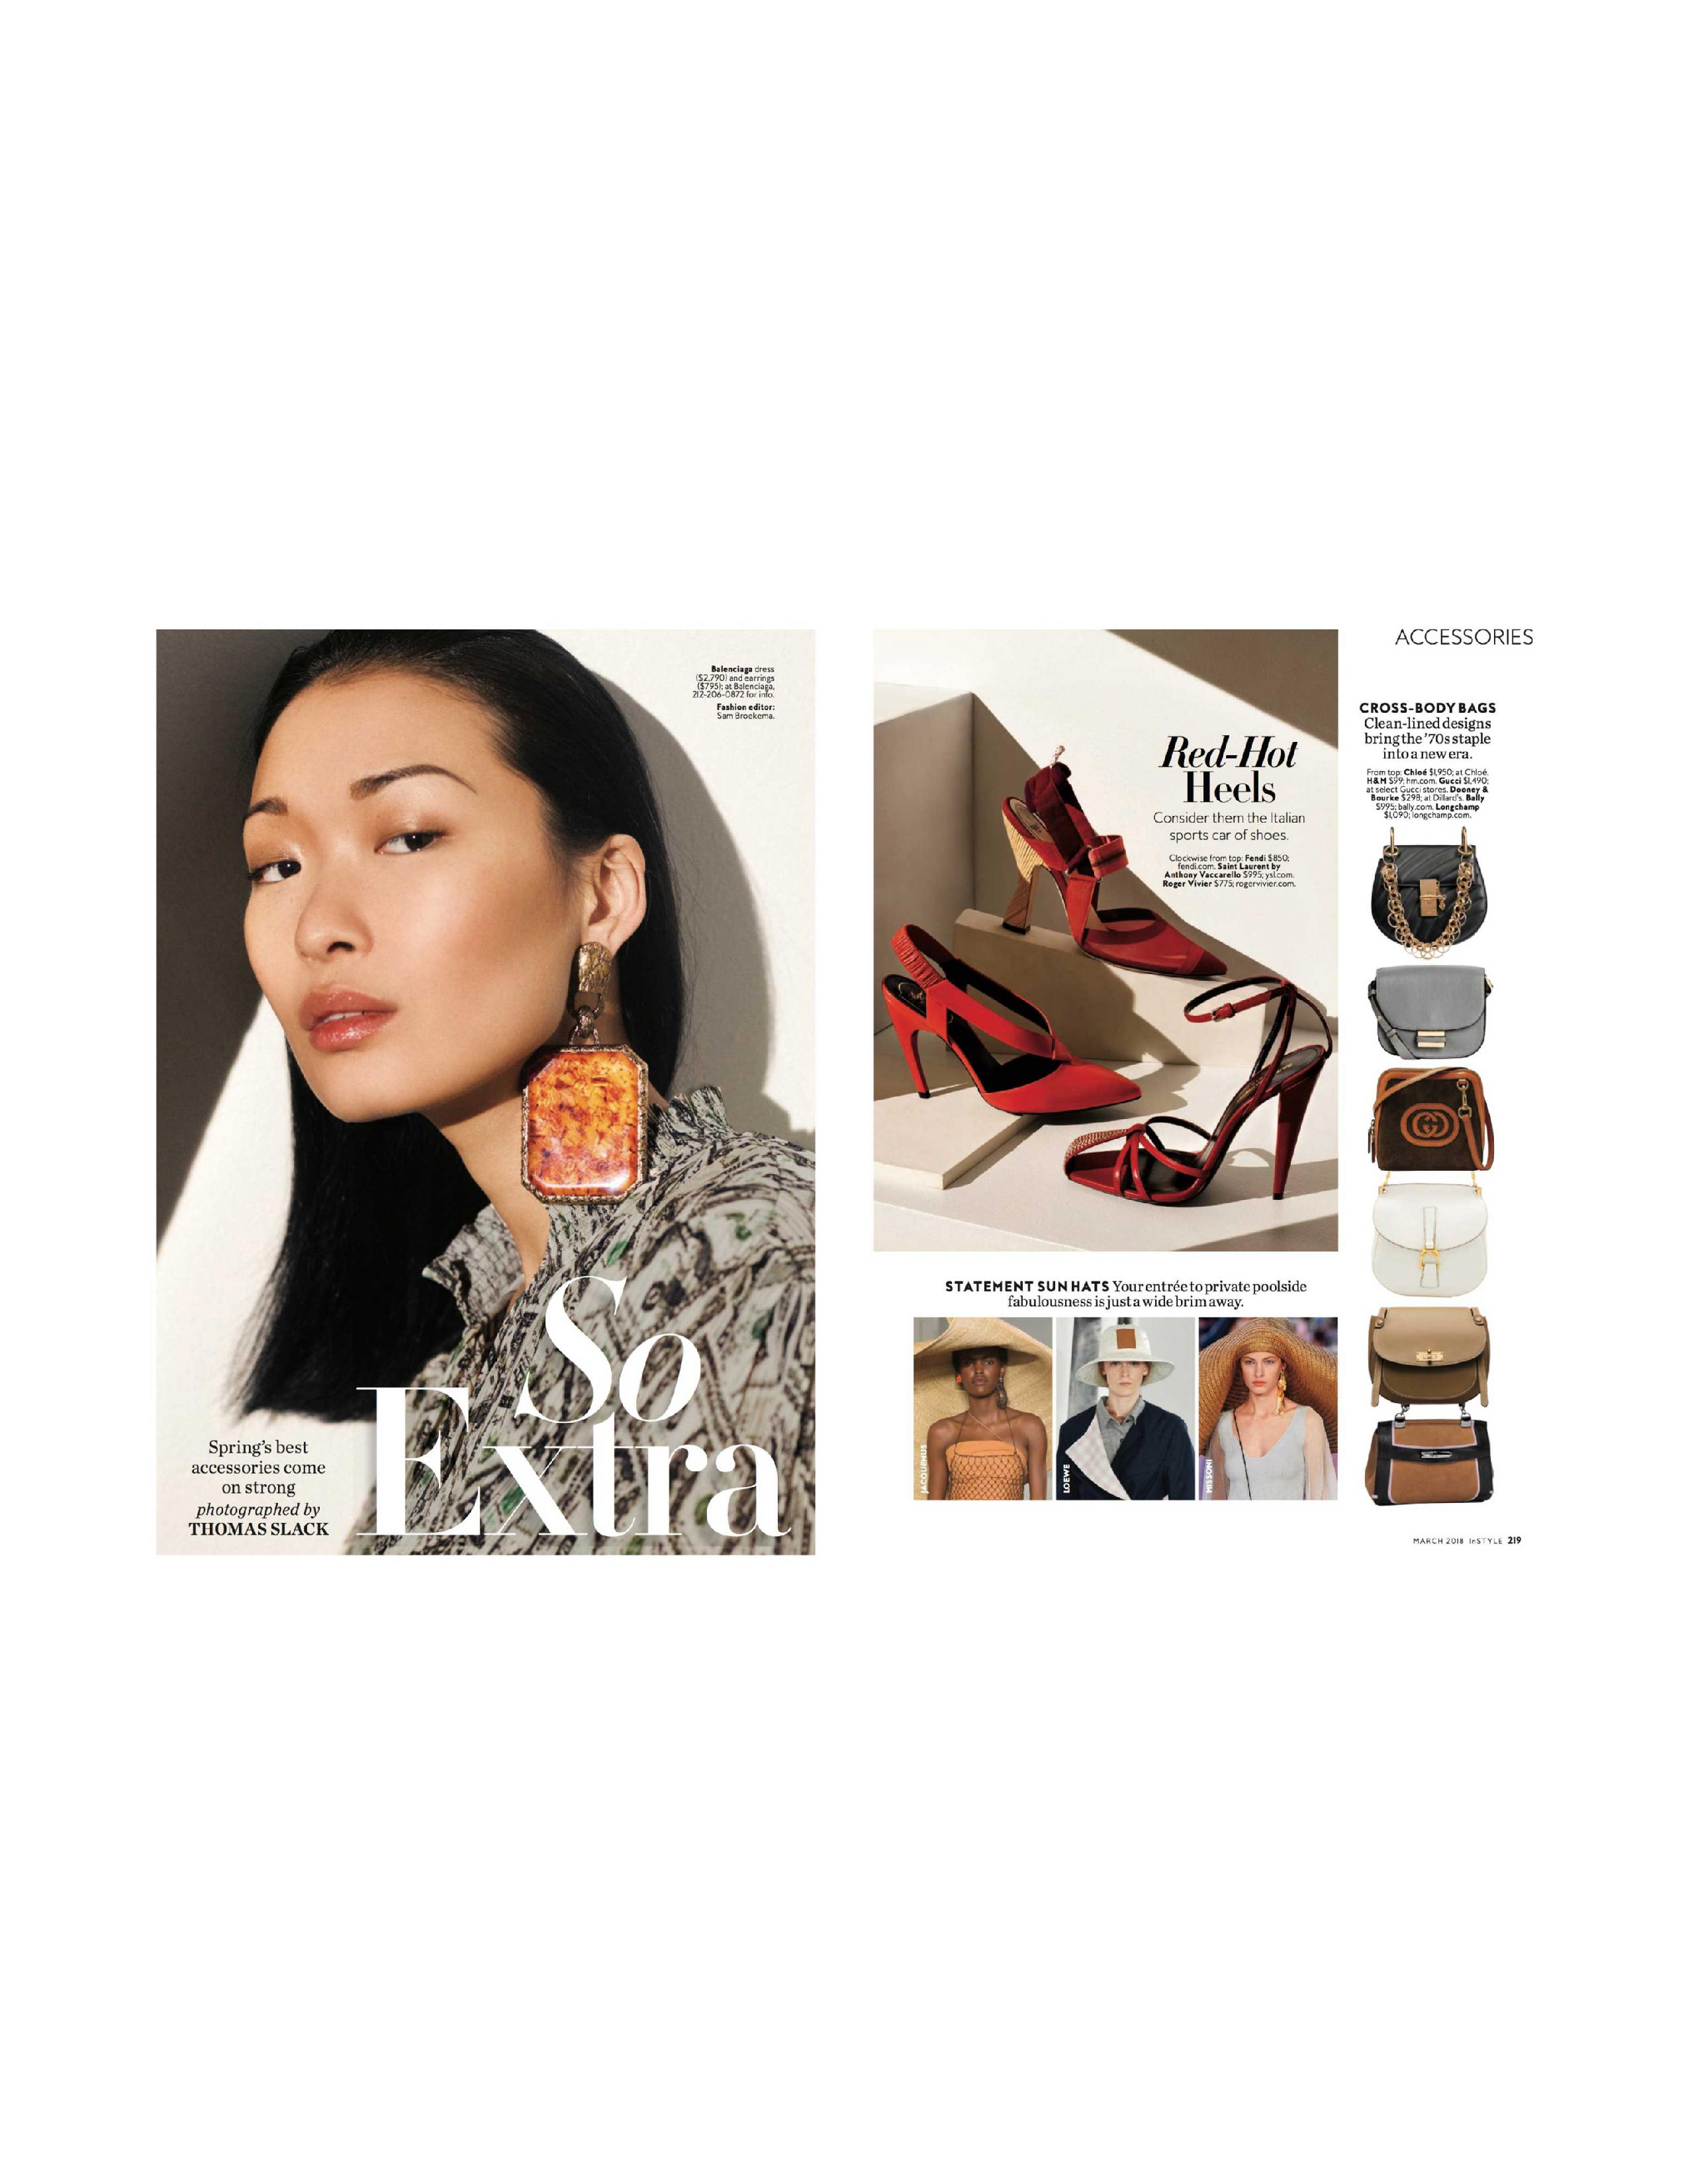 Balenciaga dress
($2,790) and earrings
($795); at Balenciaga,
212-206-0872 for info.
Fashion editor:
Sam Broekema.
So
Extra
Spring's best
accessories come
on strong
photographed by
THOMAS SLACK
ACCESSORIES
Red-Hot
Heels
Consider them the Italian
sports car of shoes.
Clockwise from top: Fendi $850;
fendi.com. Saint Laurent by
Anthony Vaccarello $995; ysl.com.
Roger Vivier $775; rogervivier.com.
CROSS-BODY BAGS
Clean-lined designs
bring the '70s staple
into a new era.
From top: Chloé $1,950; at Chloé.
H&M $99; hm.com. Gucci $1,490;
at select Gucci stores. Dooney &
Bourke $298; at Dillard's. Bally
$995; bally.com. Longchamp
$1,090; longchamp.com.
STATEMENT SUN HATS Your entrée to private poolside
fabulousness is just a wide brim away.
JACQUEMUS
LOEWE
MISSONI
MARCH 2018 InSTYLE 219